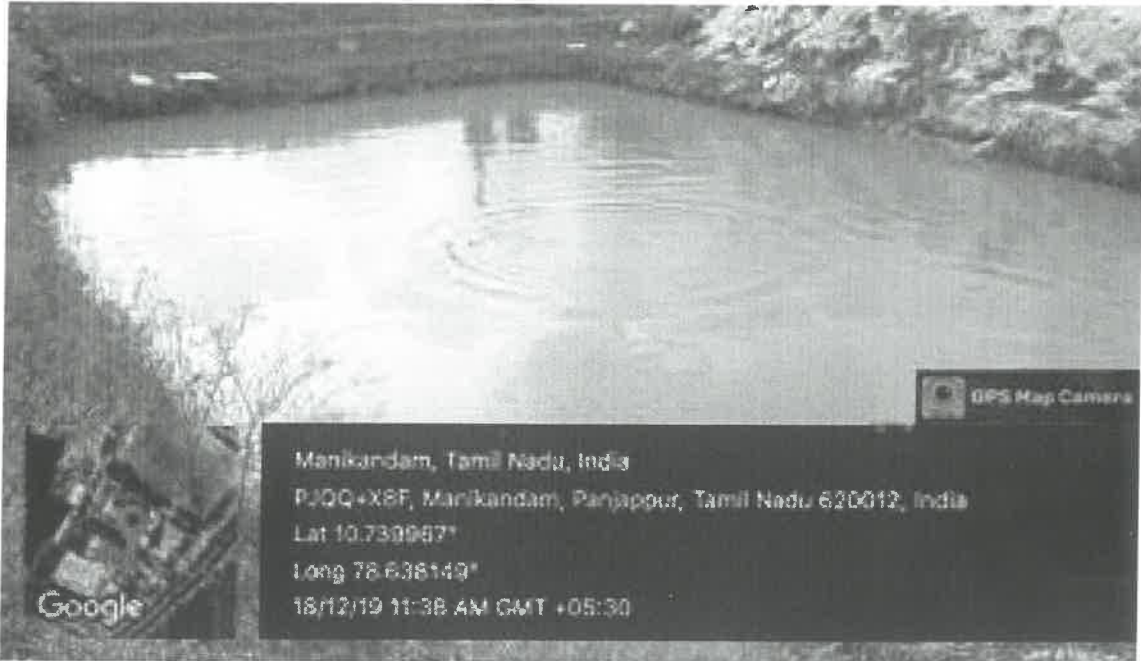 GPS Map Camera
Manikandam, Tamil Nadu, India
PJQQ+X8F, Manikandam, Panjappur, Tamil Nadu 620012, India
Lat 10.739987°
Long 78.638149°
18/12/19 11:38 AM GMT +05:30
Google